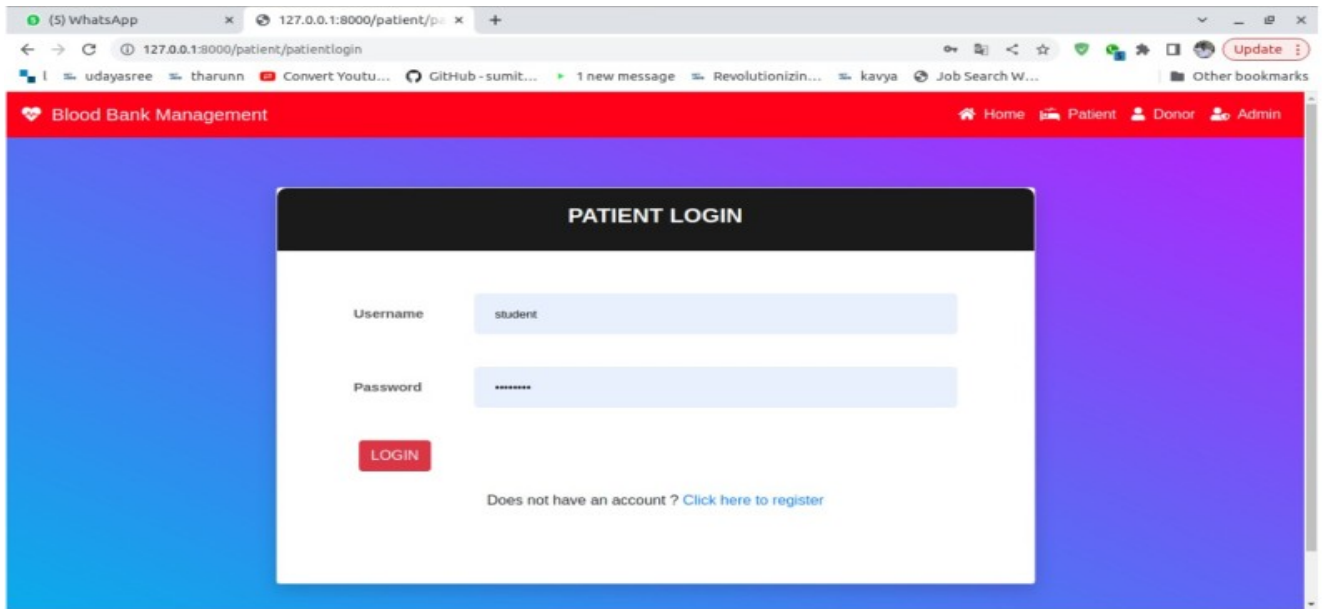 (5) WhatsApp
127.0.0.1:8000/patient/pa
127.0.0.1:8000/patient/patientlogin
Update
l
udayasree
tharunn
Convert Youtu...
GitHub - sumit...
1 new message
Revolutionizin...
kavya
Job Search W...
Other bookmarks
Blood Bank Management
Home
Patient
Donor
Admin
PATIENT LOGIN
Username
student
Password
LOGIN
Does not have an account ? Click here to register